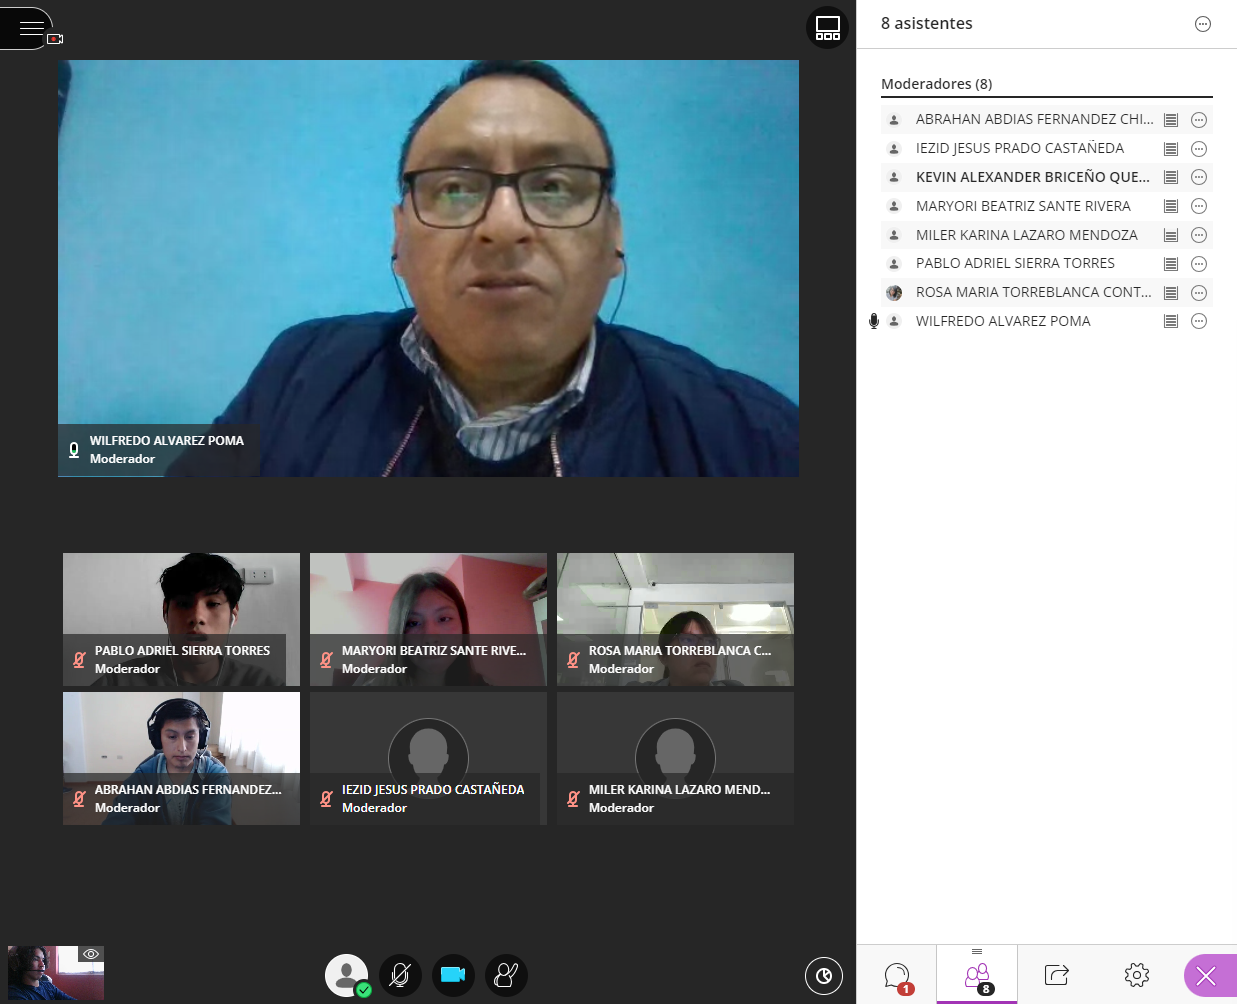 8 asistentes
Moderadores (8)
ABRAHAN ABDIAS FERNANDEZ CHI...
IEZID JESUS PRADO CASTAÑEDA
KEVIN ALEXANDER BRICEÑO QUE...
MARYORI BEATRIZ SANTE RIVERA
MILER KARINA LAZARO MENDOZA
PABLO ADRIEL SIERRA TORRES
ROSA MARIA TORREBLANCA CONT...
WILFREDO ALVAREZ POMA
WILFREDO ALVAREZ POMA
Moderador
PABLO ADRIEL SIERRA TORRES
Moderador
MARYORI BEATRIZ SANTE RIVE...
Moderador
ROSA MARIA TORREBLANCA C...
Moderador
ABRAHAN ABDIAS FERNANDEZ...
Moderador
IEZID JESUS PRADO CASTAÑEDA
Moderador
MILER KARINA LAZARO MEND...
Moderador
1
8